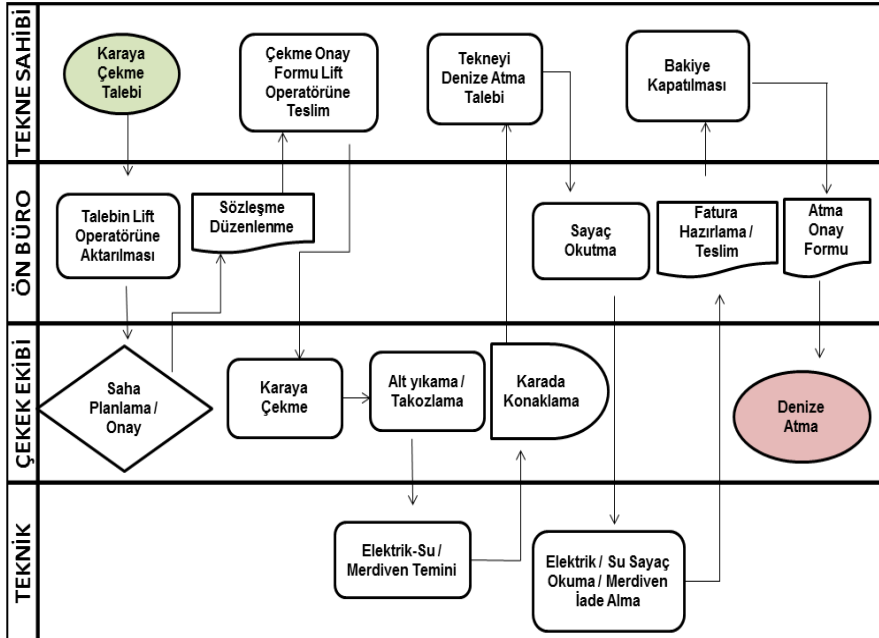 TEKNE SAHİBİ
Karaya
Çekme
Talebi
Çekme Onay
Formu Lift
Operatörüne
Teslim
Tekneyi
Denize Atma
Talebi
Bakiye
Kapatılması
ÖN BÜRO
Talebin Lift
Operatörüne
Aktarılması
Sözleşme
Düzenlenme
Sayaç
Okutma
Fatura
Hazırlama /
Teslim
Atma
Onay
Formu
ÇEKEK EKİBİ
Saha
Planlama /
Onay
Karaya
Çekme
Alt yıkama /
Takozlama
Karada
Konaklama
Denize
Atma
TEKNİK
Elektrik-Su /
Merdiven Temini
Elektrik / Su Sayaç
Okuma / Merdiven
İade Alma